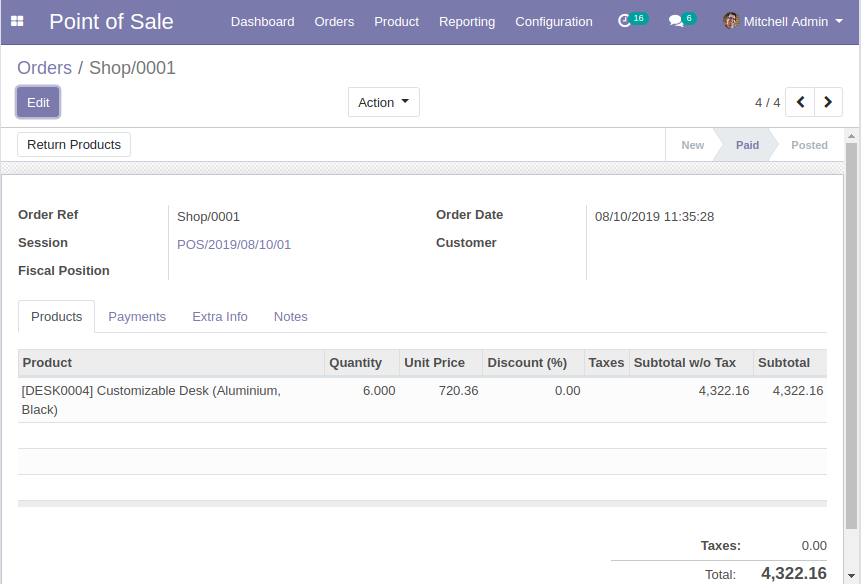 Point of Sale Dashboard Orders Product Reporting Configuration 16 6 Mitchell Admin
Orders / Shop/0001
Edit Action 4 / 4
Return Products New Paid Posted
Order Ref Shop/0001 Order Date 08/10/2019 11:35:28
Session POS/2019/08/10/01 Customer
Fiscal Position
Products Payments Extra Info Notes
Product Quantity Unit Price Discount (%) Taxes Subtotal w/o Tax Subtotal
[DESK0004] Customizable Desk (Aluminium, 6.000 720.36 0.00 4,322.16 4,322.16
Black)
Taxes: 0.00
Total: 4,322.16